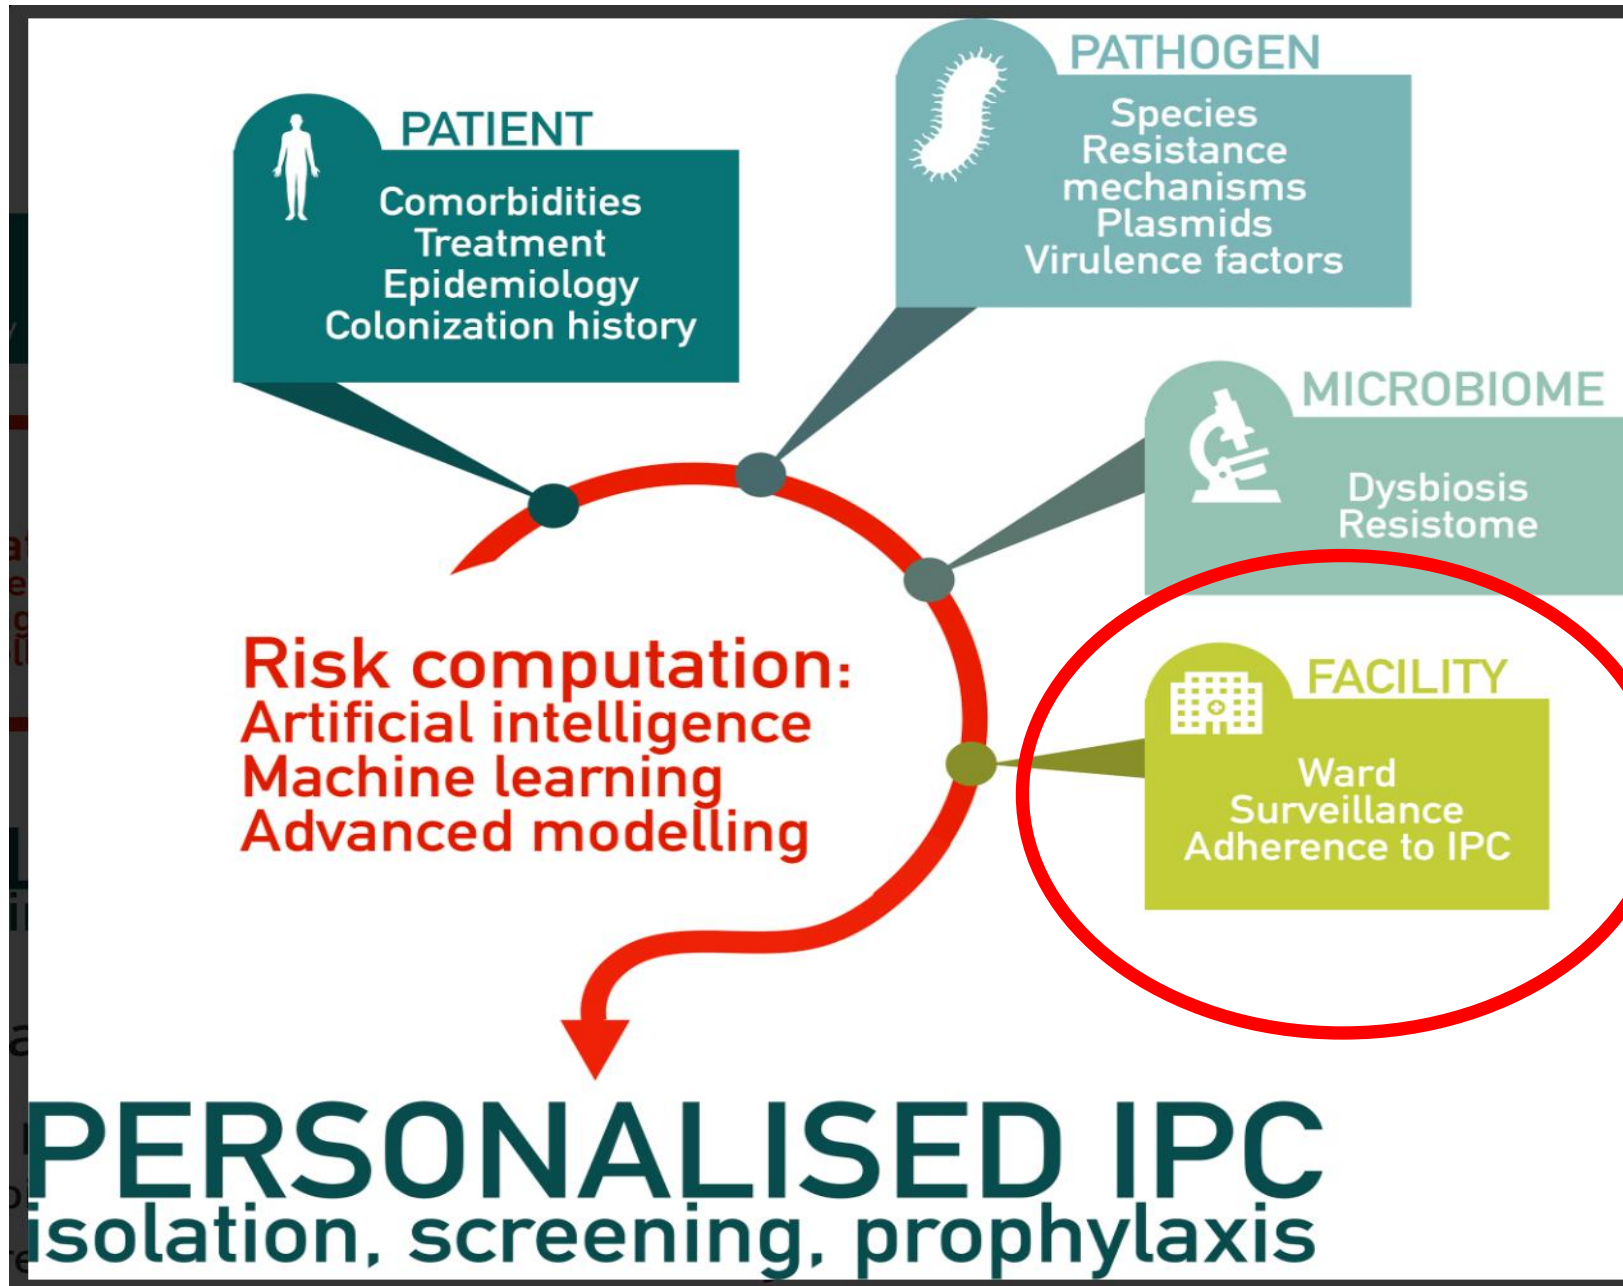 PATIENT
Comorbidities
Treatment
Epidemiology
Colonization history
PATHOGEN
Species
Resistance
mechanisms
Plasmids
Virulence factors
MICROBIOME
Dysbiosis
Resistome
FACILITY
Ward
Surveillance
Adherence to IPC
Risk computation:
Artificial intelligence
Machine learning
Advanced modelling
PERSONALISED IPC
isolation, screening, prophylaxis